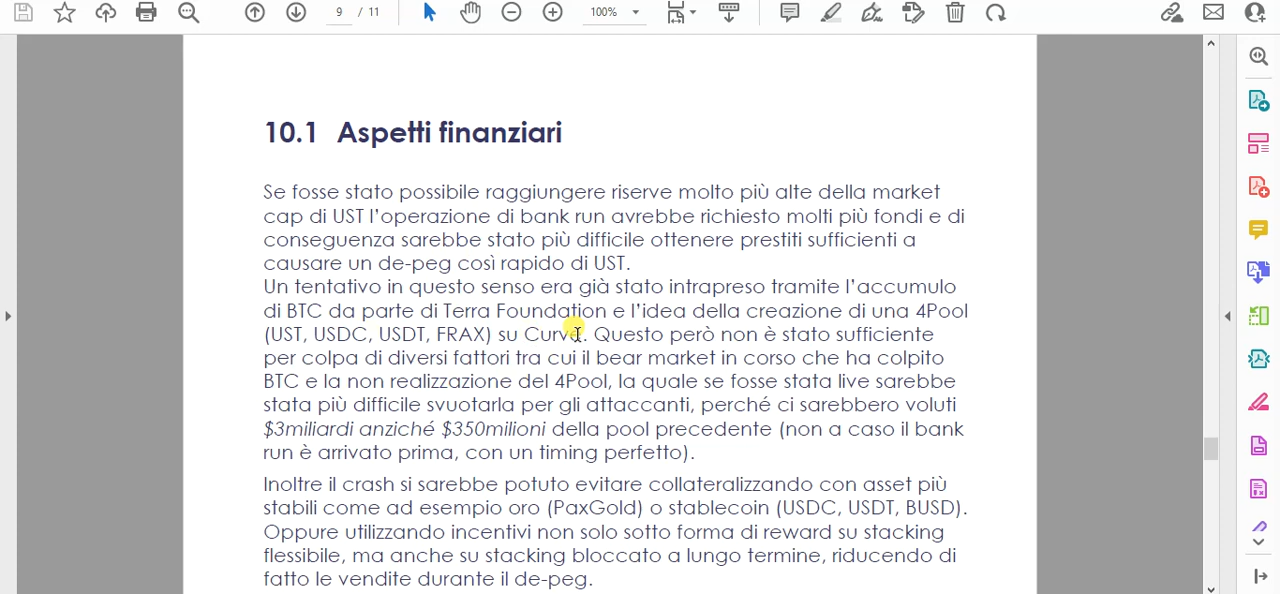 9 / 11
100%
10.1 Aspetti finanziari
Se fosse stato possibile raggiungere riserve molto più alte della market
cap di UST l'operazione di bank run avrebbe richiesto molti più fondi e di
conseguenza sarebbe stato più difficile ottenere prestiti sufficienti a
causare un de-peg così rapido di UST.
Un tentativo in questo senso era già stato intrapreso tramite l'accumulo
di BTC da parte di Terra Foundation e l'idea della creazione di una 4Pool
(UST, USDC, USDT, FRAX) su Curve. Questo però non è stato sufficiente
per colpa di diversi fattori tra cui il bear market in corso che ha colpito
BTC e la non realizzazione del 4Pool, la quale se fosse stata live sarebbe
stata più difficile svuotarla per gli attaccanti, perché ci sarebbero voluti
$3miliardi anziché $350milioni della pool precedente (non a caso il bank
run è arrivato prima, con un timing perfetto).
Inoltre il crash si sarebbe potuto evitare collateralizzando con asset più
stabili come ad esempio oro (PaxGold) o stablecoin (USDC, USDT, BUSD).
Oppure utilizzando incentivi non solo sotto forma di reward su stacking
flessibile, ma anche su stacking bloccato a lungo termine, riducendo di
fatto le vendite durante il de-peg.